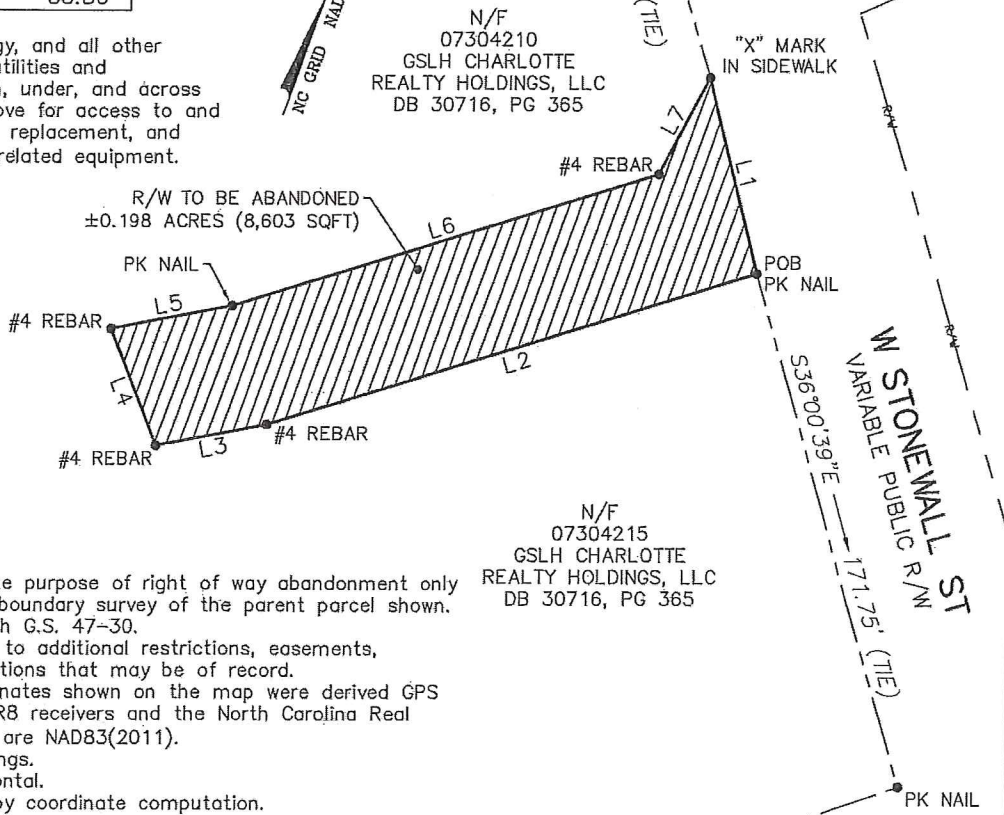 gy, and all other
tilities and
, under, and across
ove for access to and
replacement, and
related equipment.
NC GRID NAD
N/F
07304210
GSLH CHARLOTTE
REALTY HOLDINGS, LLC
DB 30716, PG 365
(TIE)
"X" MARK
IN SIDEWALK
R/W
L7
L1
#4 REBAR
R/W TO BE ABANDONED
±0.198 ACRES (8,603 SQFT)
L6
PK NAIL
L5
#4 REBAR
POB
PK NAIL
L4
L2
L3
#4 REBAR
#4 REBAR
R/W
W STONEWALL ST
VARIABLE PUBLIC R/W
S36°00'39"E
171.75' (TIE)
N/F
07304215
GSLH CHARLOTTE
REALTY HOLDINGS, LLC
DB 30716, PG 365
e purpose of right of way abandonment only
boundary survey of the parent parcel shown.
h G.S. 47-30.
to additional restrictions, easements,
tions that may be of record.
nates shown on the map were derived GPS
R8 receivers and the North Carolina Real
are NAD83(2011).
ngs.
ontal.
by coordinate computation.
PK NAIL